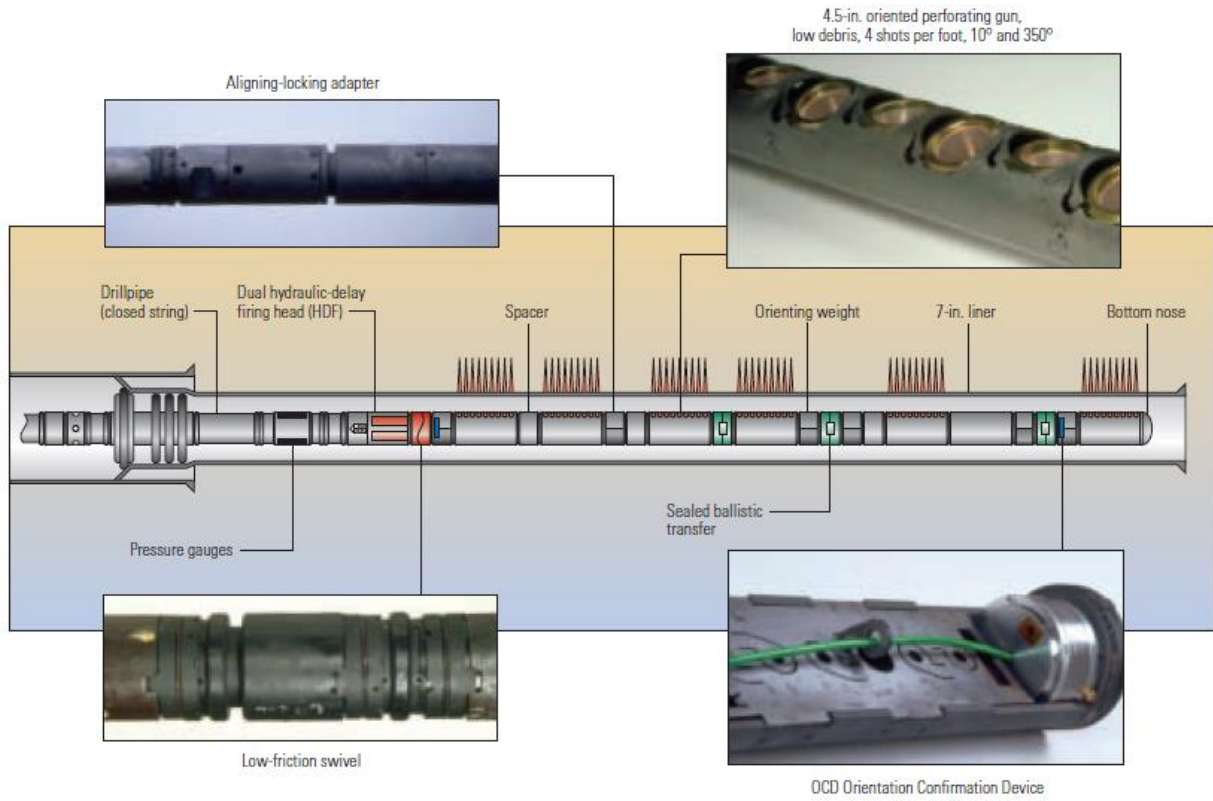 4.5-in. oriented perforating gun,
low debris, 4 shots per foot, 10° and 350°
Aligning-locking adapter
Drillpipe
(closed string)
Dual hydraulic-delay
firing head (HDF)
Spacer
Orienting weight
7-in. liner
Bottom nose
Pressure gauges
Sealed ballistic
transfer
Low-friction swivel
OCD Orientation Confirmation Device